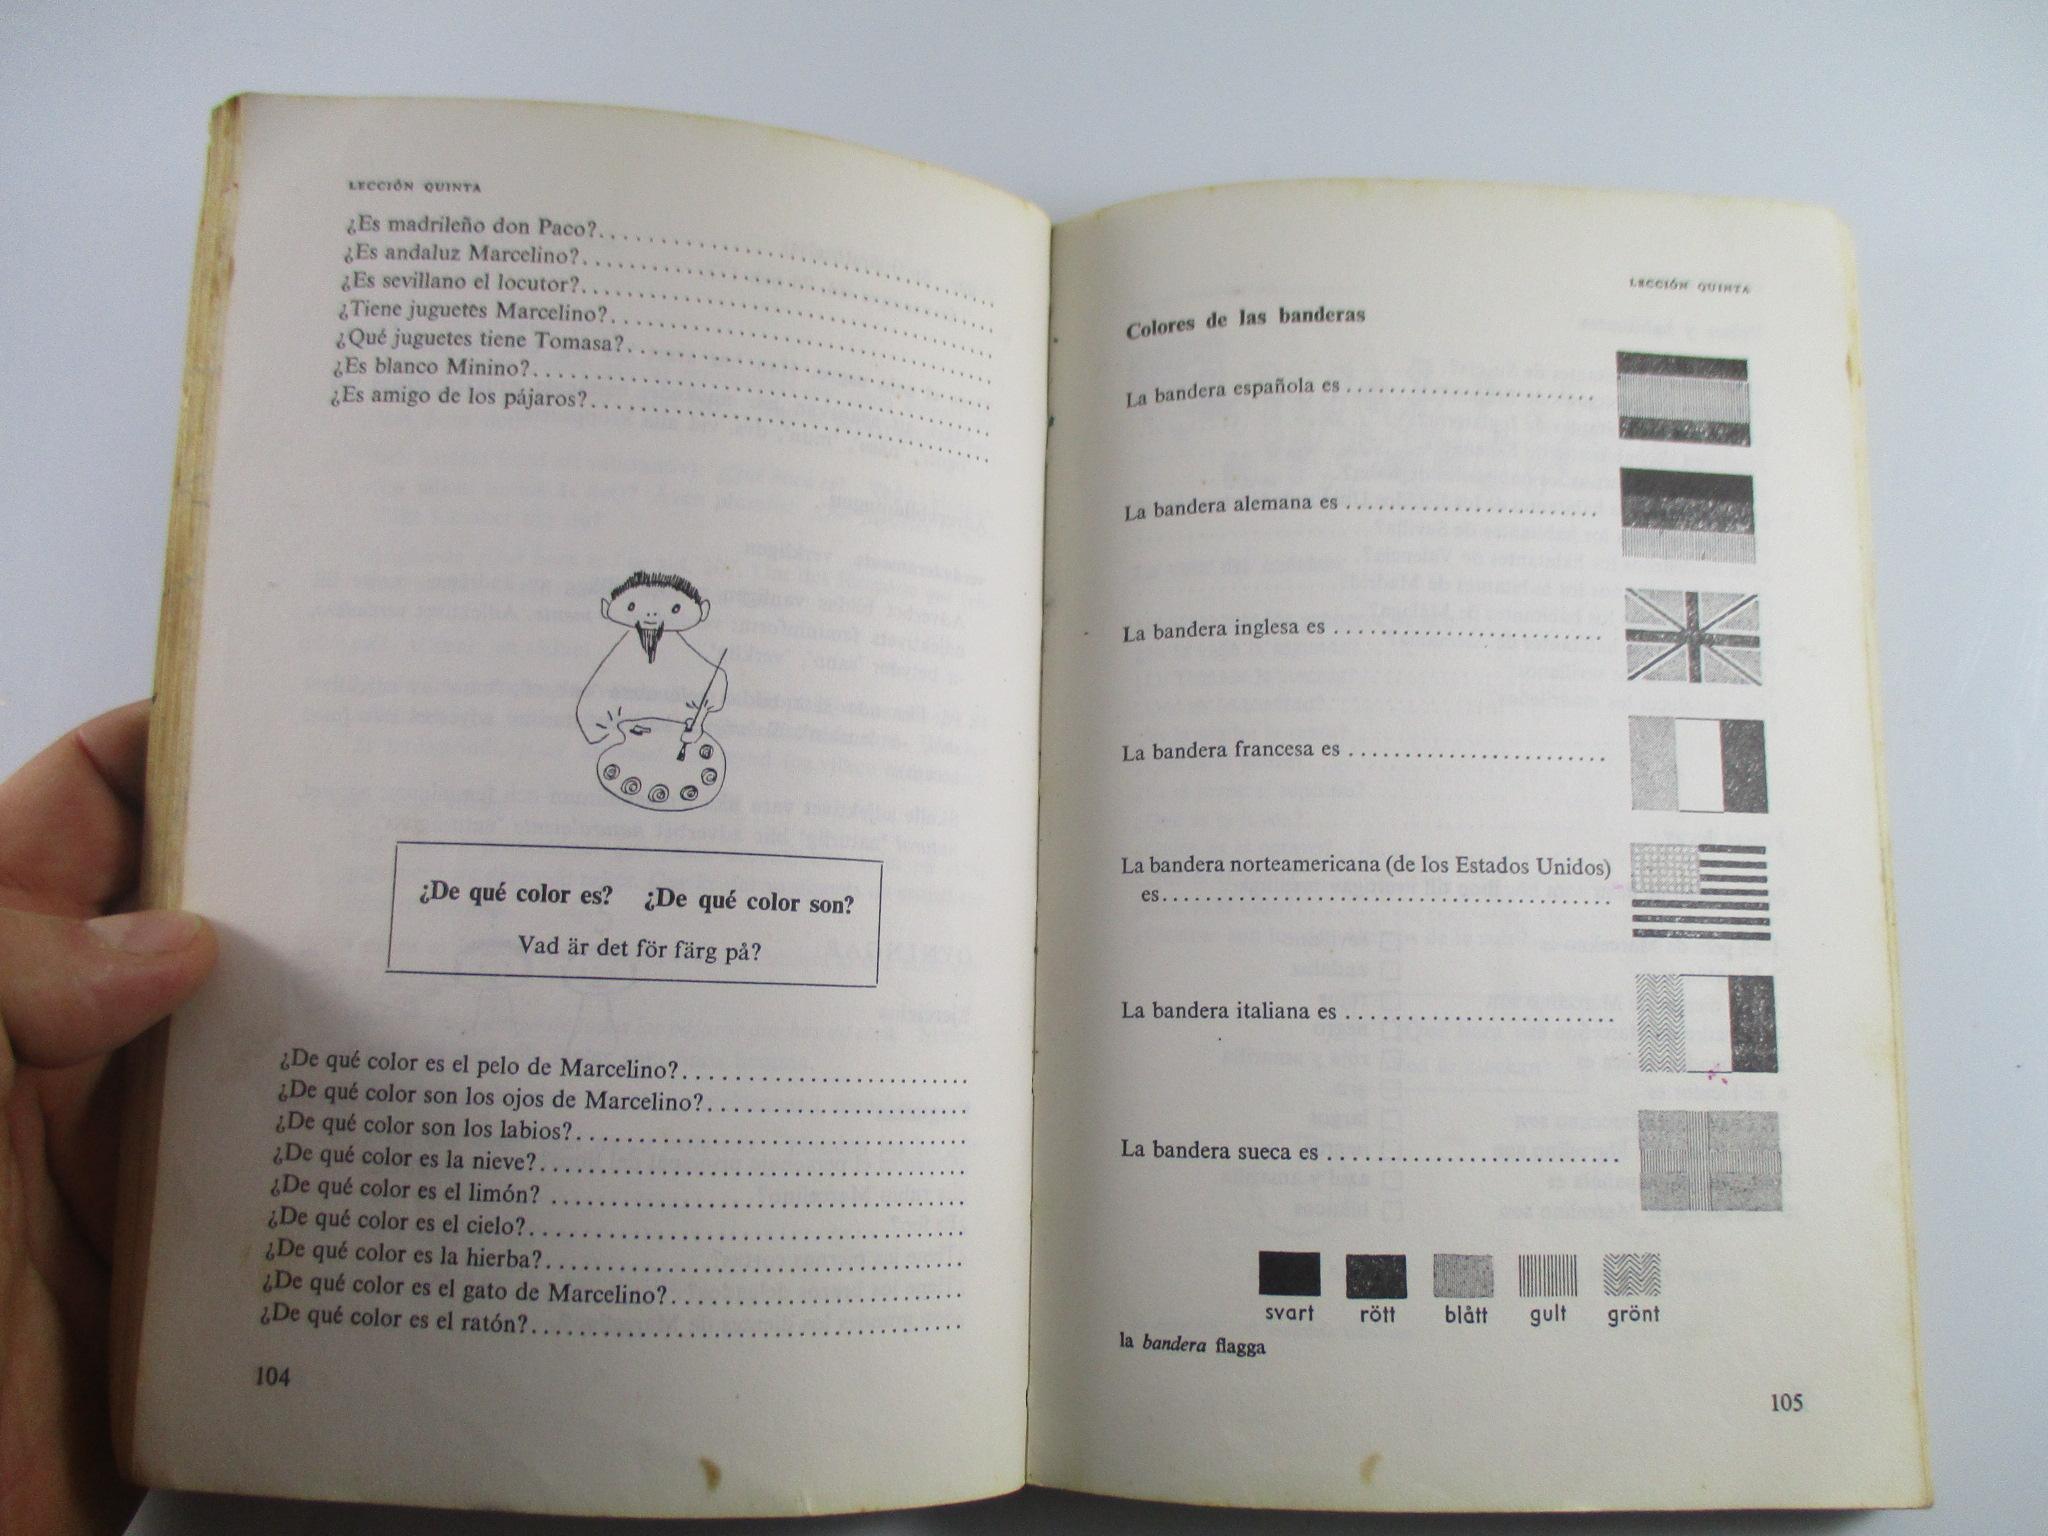 LECCIÓN QUINTA
¿Es madrileño don Paco?..............................
¿Es andaluz Marcelino?..............................
¿Es sevillano el locutor?..............................
¿Tiene juguetes Marcelino?..............................
¿Qué juguetes tiene Tomasa?..............................
¿Es blanco Minino?..............................
¿Es amigo de los pájaros?..............................
¿De qué color es? ¿De qué color son?
Vad är det för färg på?
¿De qué color es el pelo de Marcelino?..............................
¿De qué color son los ojos de Marcelino?..............................
¿De qué color son los labios?..............................
¿De qué color es la nieve?..............................
¿De qué color es el limón? ..............................
¿De qué color es el cielo?..............................
¿De qué color es la hierba?..............................
¿De qué color es el gato de Marcelino?..............................
¿De qué color es el ratón?..............................
104
LECCIÓN QUINTA
Colores de las banderas
La bandera española es ........................
La bandera alemana es ........................
La bandera inglesa es ........................
La bandera francesa es ........................
La bandera norteamericana (de los Estados Unidos)
es..........................................
La bandera italiana es ........................
La bandera sueca es ........................
svart rött blått gult grönt
la bandera flagga
105